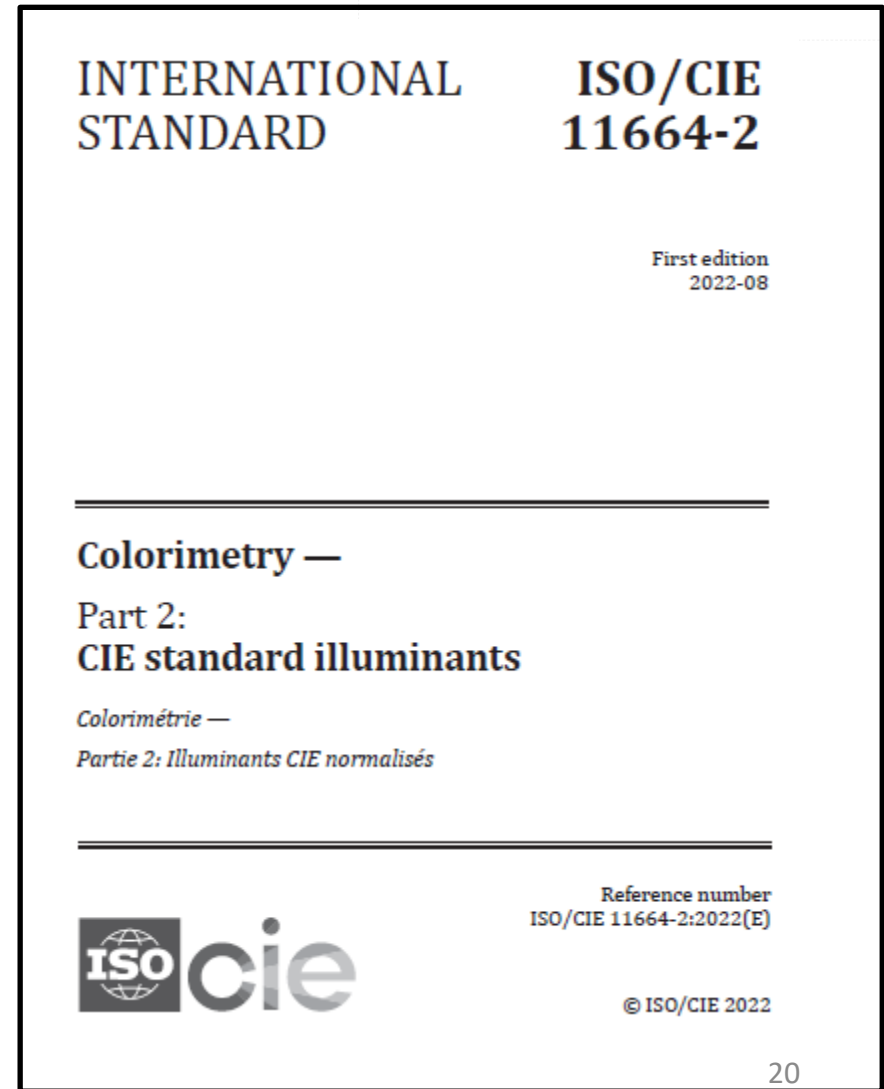 INTERNATIONAL STANDARD
ISO/CIE 11664-2
First edition
2022-08
Colorimetry —
Part 2:
CIE standard illuminants
Colorimétrie —
Partie 2: Illuminants CIE normalisés
Reference number
ISO/CIE 11664-2:2022(E)
ISO cie
© ISO/CIE 2022
20